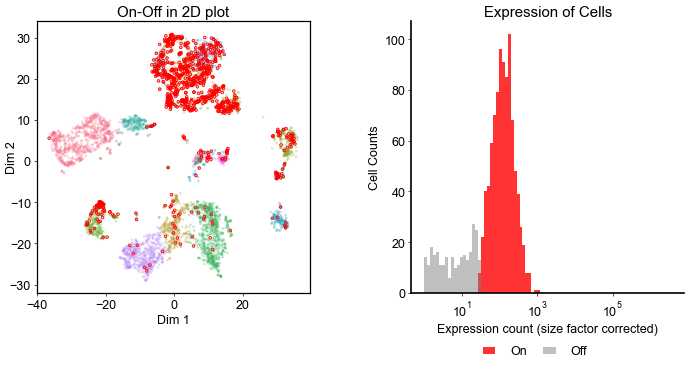 On-Off in 2D plot
Dim 2
30
20
10
0
−10
−20
−30
−40
−20
0
20
Dim 1
Expression of Cells
Cell Counts
100
80
60
40
20
0
10^1
10^3
10^5
Expression count (size factor corrected)
On
Off